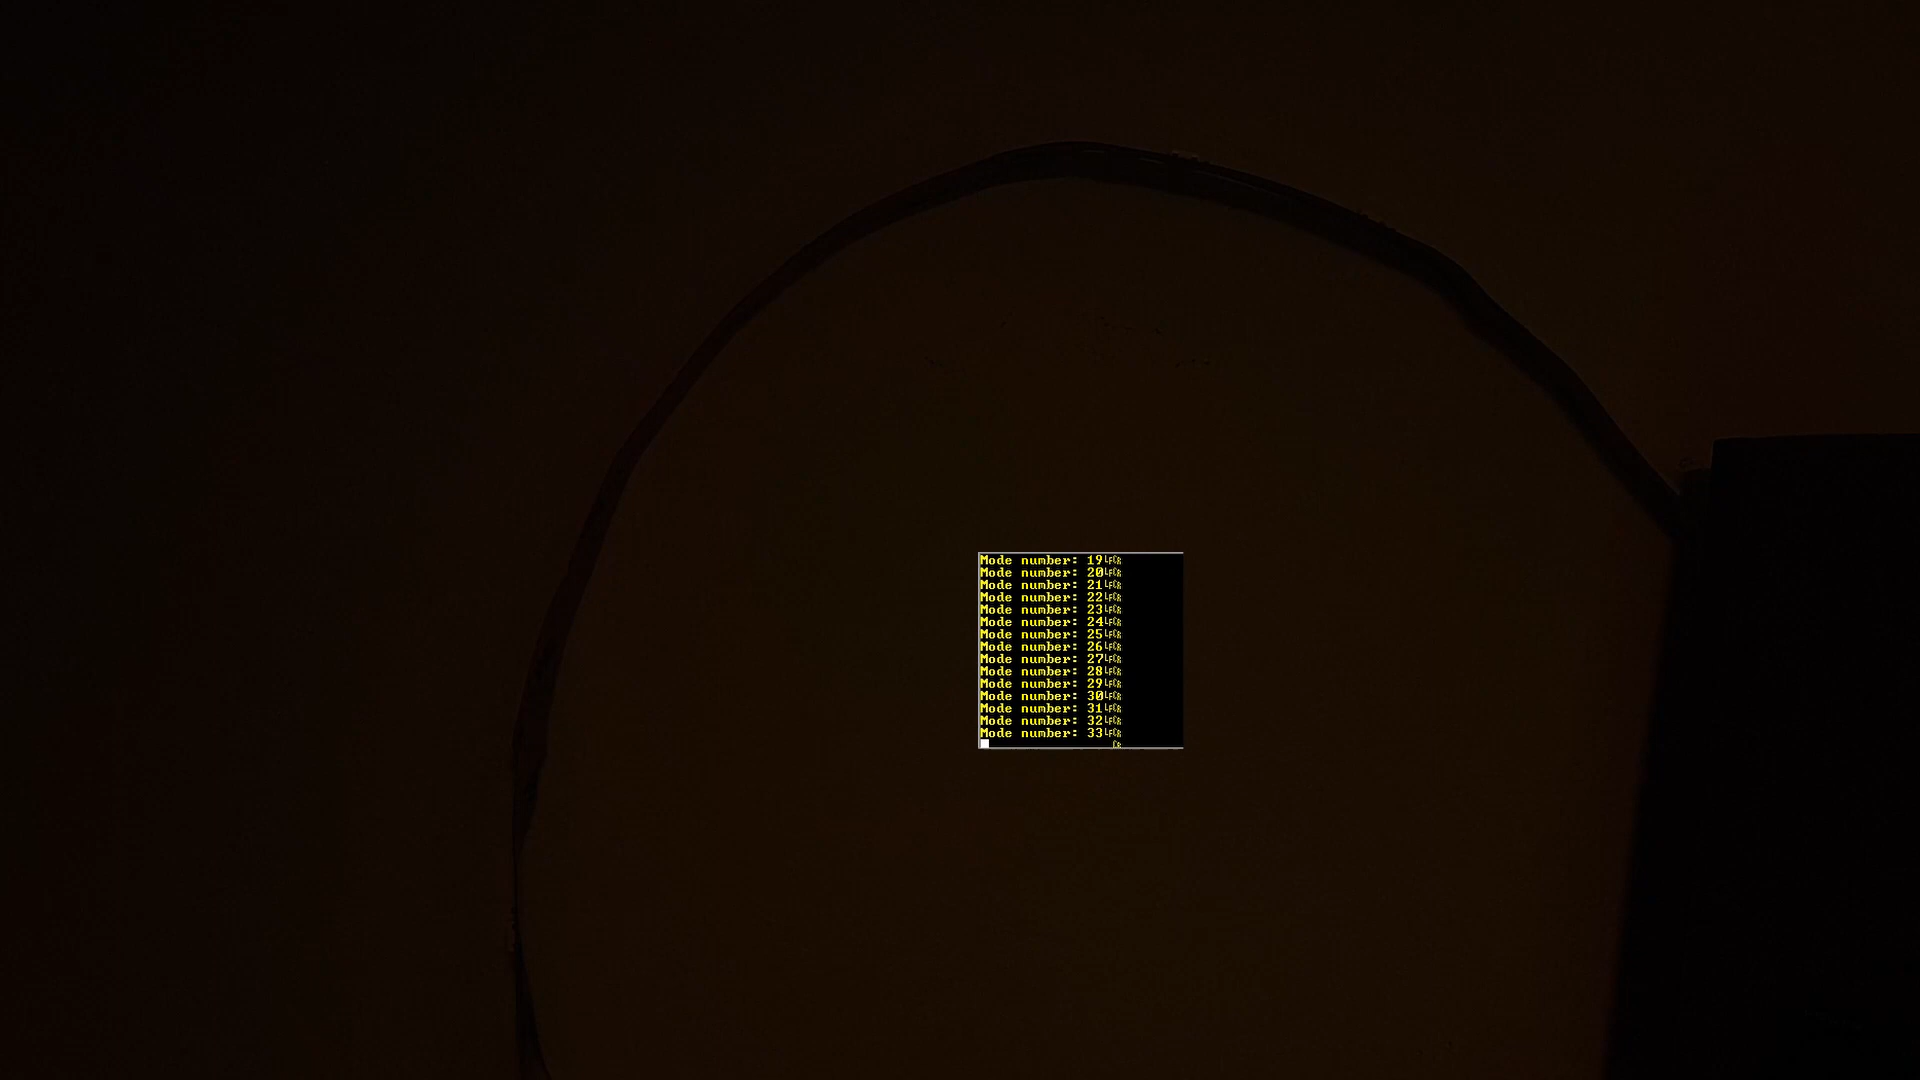 Mode number: 19␊␍
Mode number: 20␊␍
Mode number: 21␊␍
Mode number: 22␊␍
Mode number: 23␊␍
Mode number: 24␊␍
Mode number: 25␊␍
Mode number: 26␊␍
Mode number: 27␊␍
Mode number: 28␊␍
Mode number: 29␊␍
Mode number: 30␊␍
Mode number: 31␊␍
Mode number: 32␊␍
Mode number: 33␊␍
␍